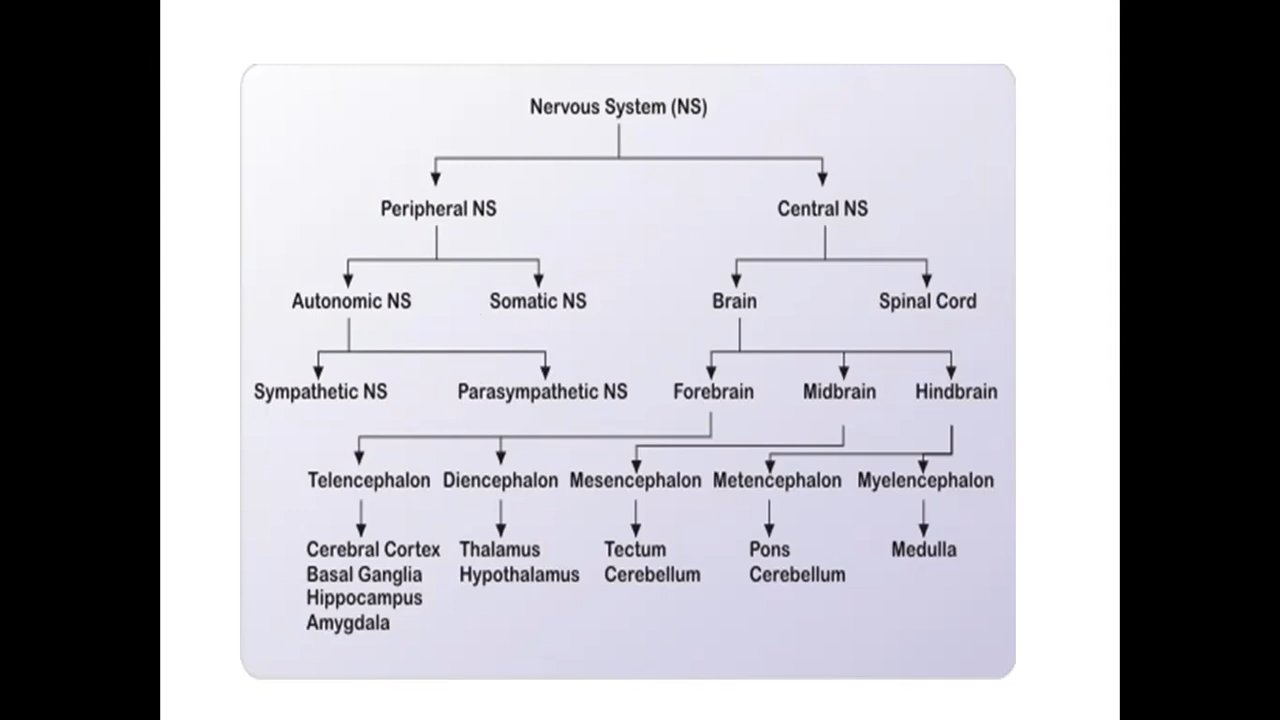 Nervous System (NS)
Peripheral NS
Central NS
Autonomic NS
Somatic NS
Brain
Spinal Cord
Sympathetic NS
Parasympathetic NS
Forebrain
Midbrain
Hindbrain
Telencephalon
Diencephalon
Mesencephalon
Metencephalon
Myelencephalon
Cerebral Cortex
Basal Ganglia
Hippocampus
Amygdala
Thalamus
Hypothalamus
Tectum
Cerebellum
Pons
Cerebellum
Medulla